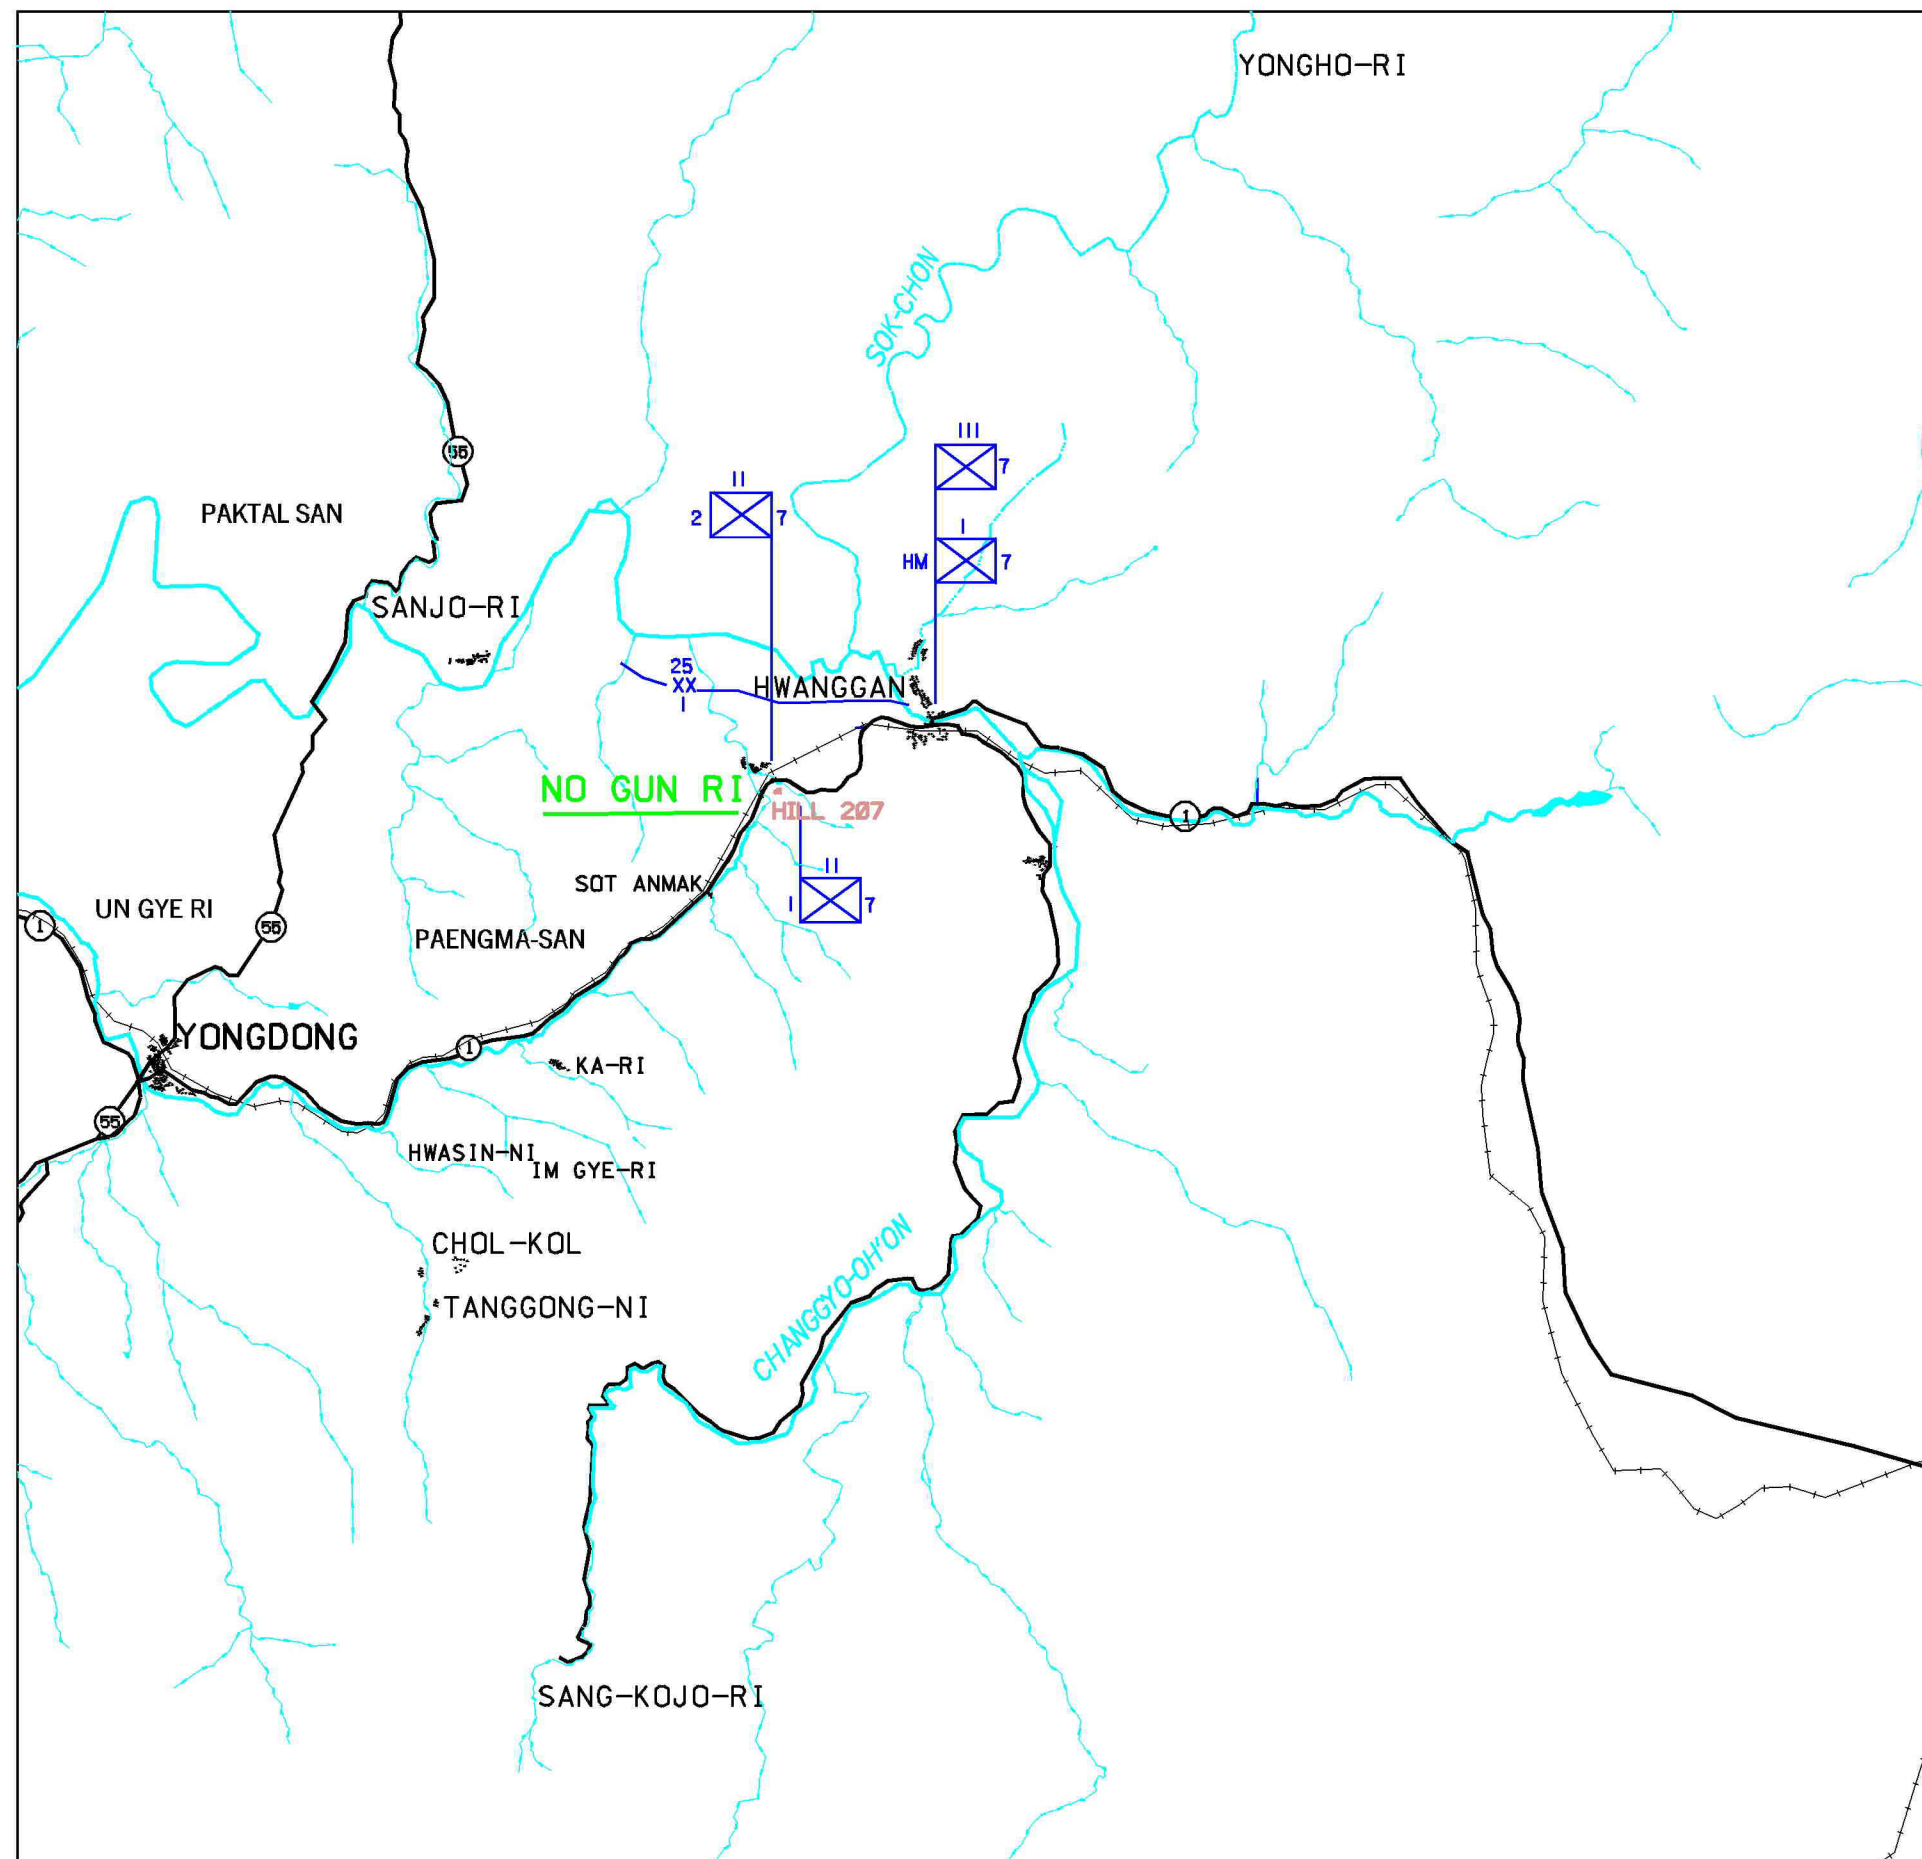 YONGHO-RI
SOK-CHON
III
7
55
II
2 7
PAKTAL SAN
I
HM 7
SANJO-RI
25
XX
I
HWANGGAN
NO GUN RI
HILL 207
1
SOT ANMAK
II
I 7
UN GYE RI
1
55
PAENGMA-SAN
YONGDONG
1
KA-RI
55
HWASIN-NI
IM GYE-RI
CHOL-KOL
CHANGGYO-OH'ON
TANGGONG-NI
SANG-KOJO-RI